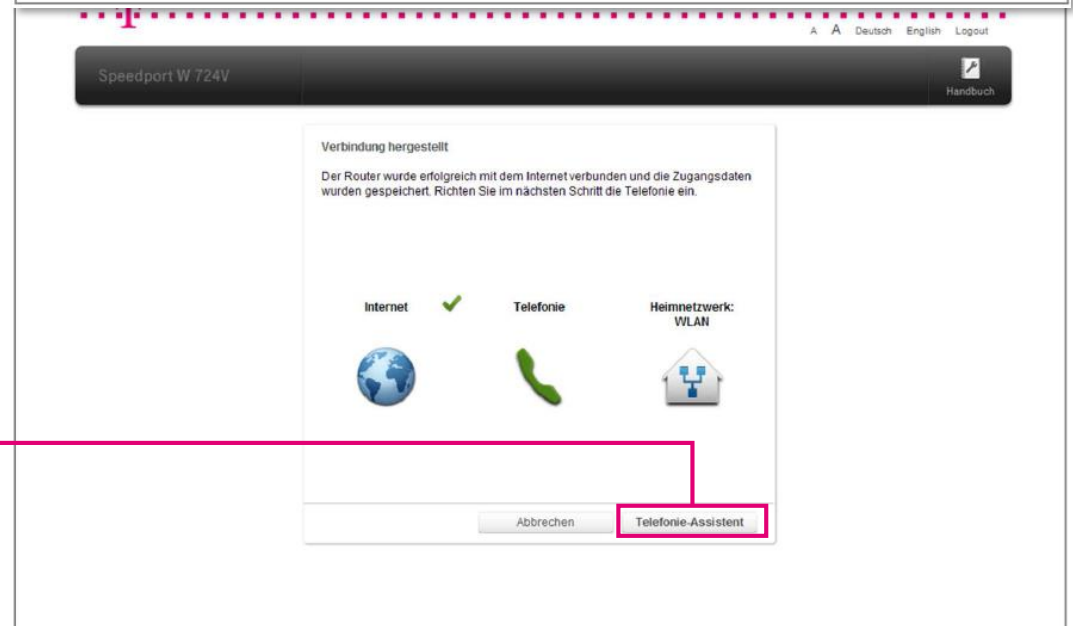 A A Deutsch English Logout
Speedport W 724V
Handbuch
Verbindung hergestellt
Der Router wurde erfolgreich mit dem Internet verbunden und die Zugangsdaten
wurden gespeichert. Richten Sie im nächsten Schritt die Telefonie ein.
Internet Telefonie Heimnetzwerk:
WLAN
Abbrechen Telefonie-Assistent